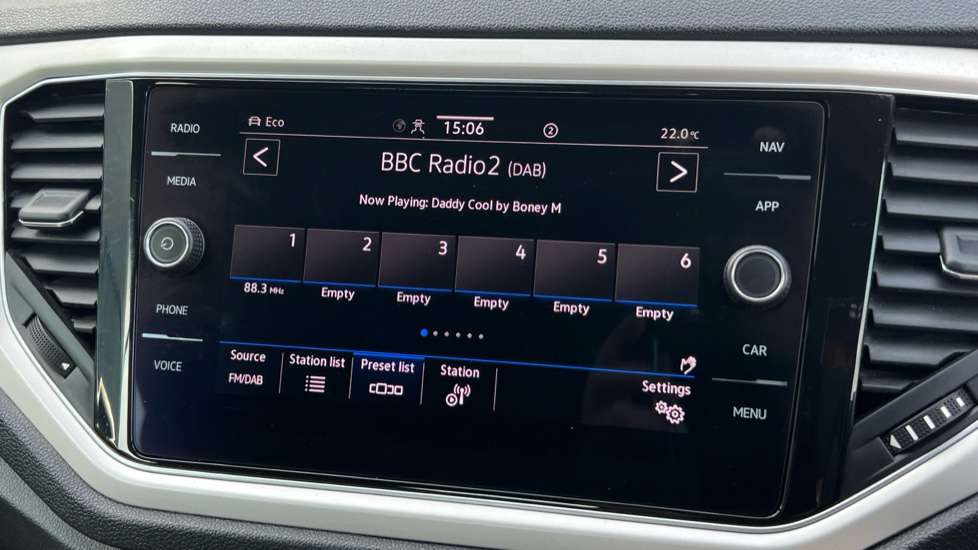 RADIO
MEDIA
PHONE
VOICE
Eco
15:06
2
22.0°C
< BBC Radio2 (DAB) >
Now Playing: Daddy Cool by Boney M
1 2 3 4 5 6
88.3 MHz Empty Empty Empty Empty Empty
Source Station list Preset list Station Settings
FM/DAB
NAV
APP
CAR
MENU